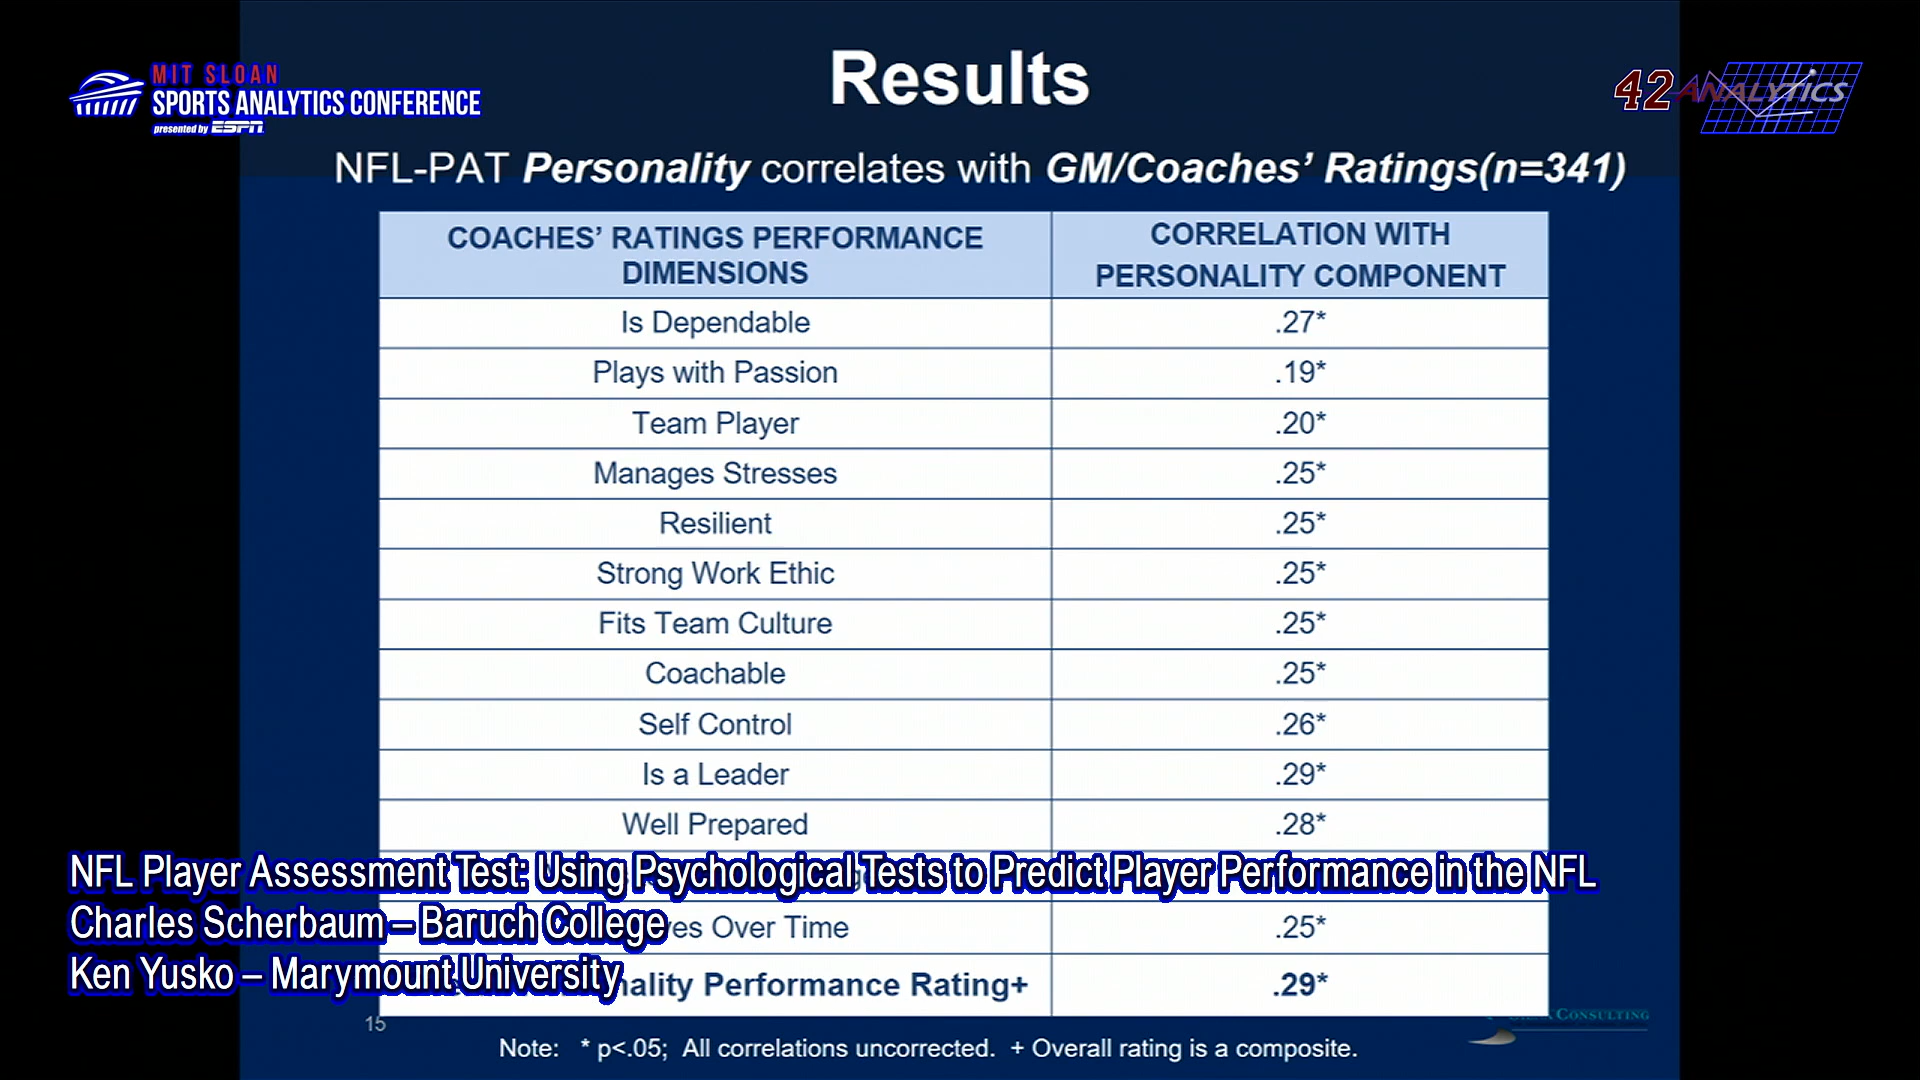 MIT SLOAN
SPORTS ANALYTICS CONFERENCE
presented by ESPN
Results
42 ANALYTICS
NFL-PAT Personality correlates with GM/Coaches’ Ratings(n=341)
COACHES’ RATINGS PERFORMANCE DIMENSIONS
CORRELATION WITH PERSONALITY COMPONENT
Is Dependable .27*
Plays with Passion .19*
Team Player .20*
Manages Stresses .25*
Resilient .25*
Strong Work Ethic .25*
Fits Team Culture .25*
Coachable .25*
Self Control .26*
Is a Leader .29*
Well Prepared .28*
NFL Player Assessment Test: Using Psychological Tests to Predict Player Performance in the NFL
Charles Scherbaum – Baruch College
Over Time .25*
Ken Yusko – Marymount University
Performance Rating+ .29*
15
CONSULTING
Note: * p<.05; All correlations uncorrected. + Overall rating is a composite.